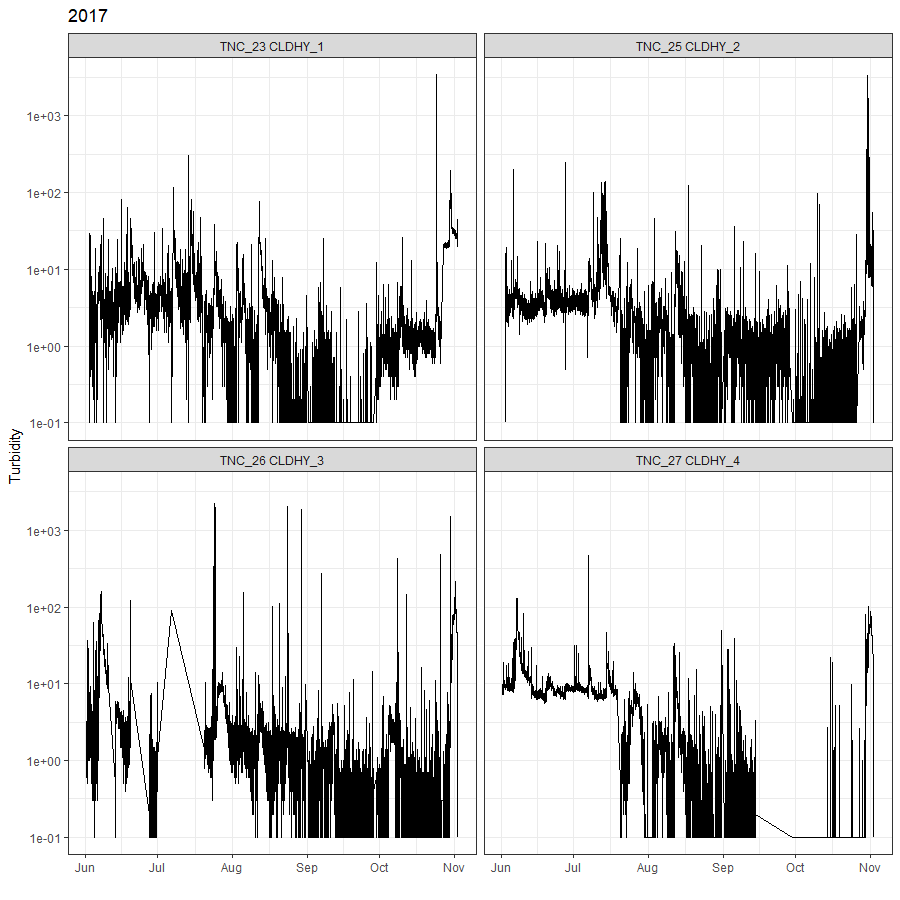 2017
TNC_23 CLDHY_1
TNC_25 CLDHY_2
1e+03
1e+02
1e+01
1e+00
1e-01
Turbidity
TNC_26 CLDHY_3
TNC_27 CLDHY_4
1e+03
1e+02
1e+01
1e+00
1e-01
Jun Jul Aug Sep Oct Nov
Jun Jul Aug Sep Oct Nov